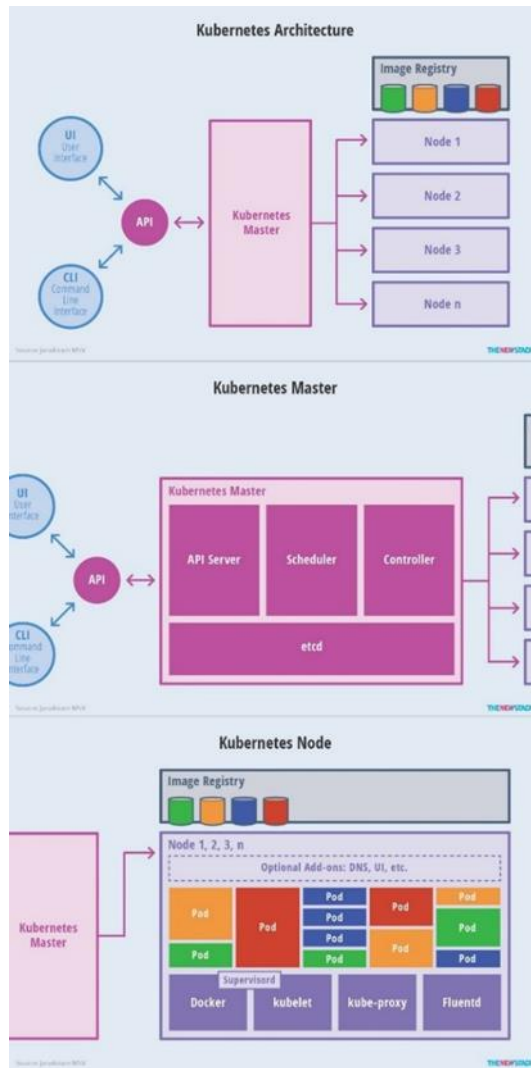 Kubernetes Architecture
Image Registry
UI
User
Interface
Node 1
Node 2
API
Kubernetes
Master
Node 3
CLI
Command
Line
Interface
Node n
THENEWSTACK
Kubernetes Master
Kubernetes Master
UI
User
Interface
API Server
Scheduler
Controller
API
CLI
Command
Line
Interface
etcd
THENEWSTACK
Kubernetes Node
Image Registry
Node 1, 2, 3, n
Optional Add-ons: DNS, UI, etc.
Pod
Pod
Pod
Pod
Pod
Pod
Pod
Pod
Pod
Pod
Pod
Pod
Kubernetes
Master
Supervisord
Docker
kubelet
kube-proxy
Fluentd
THENEWSTACK